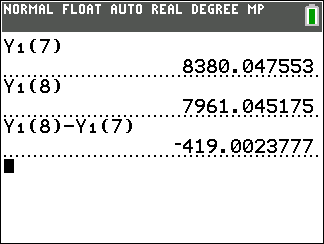 NORMAL FLOAT AUTO REAL DEGREE MP
Y₁(7)
8380.047553
Y₁(8)
7961.045175
Y₁(8)-Y₁(7)
-419.0023777